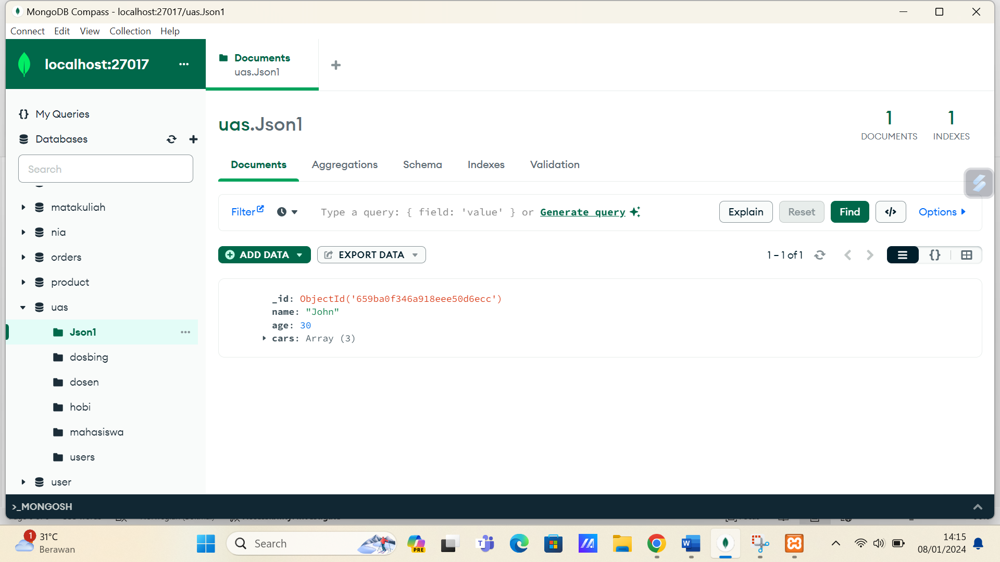 MongoDB Compass - localhost:27017/uas.Json1
Connect Edit View Collection Help
localhost:27017 ...
Documents
uas.Json1
My Queries
Databases
Search
matakuliah
nia
orders
product
uas
Json1
dosbing
dosen
hobi
mahasiswa
users
user
uas.Json1
1 DOCUMENTS
1 INDEXES
Documents Aggregations Schema Indexes Validation
Filter
Type a query: { field: 'value' } or Generate query
Explain Reset Find </> Options
ADD DATA EXPORT DATA
1 – 1 of 1
{}
_id: ObjectId('659ba0f346a918eee50d6ecc')
name: "John"
age: 30
cars: Array (3)
>_MONGOSH
1
31°C
Berawan
Search
PRE
14:15
08/01/2024